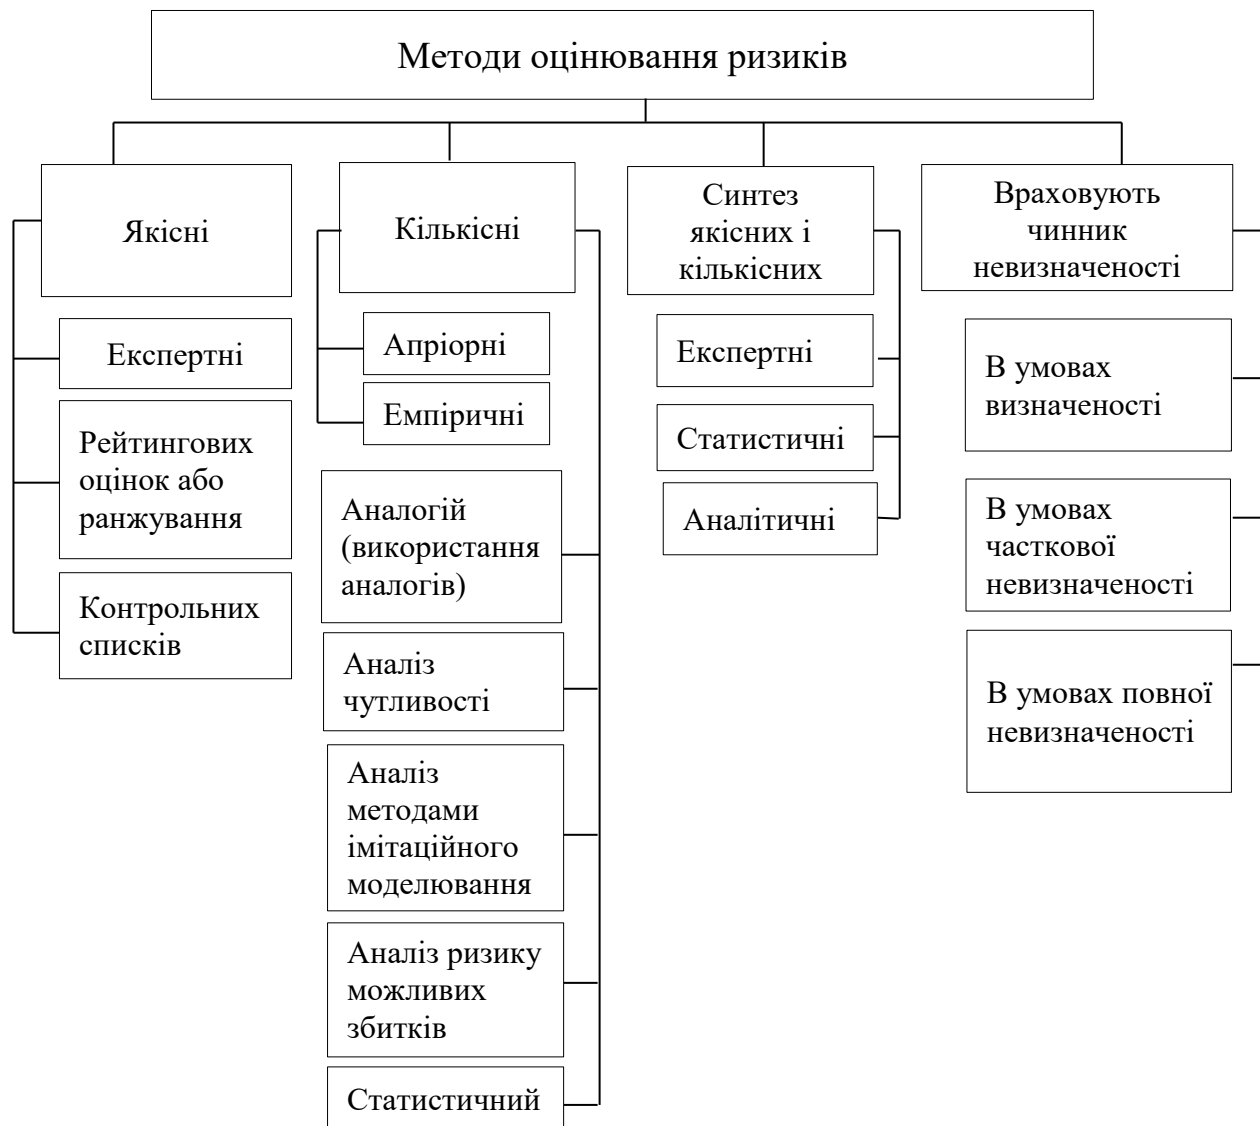 Методи оцінювання ризиків
Якісні
Експертні
Рейтингових
оцінок або
ранжування
Контрольних
списків
Кількісні
Апріорні
Емпіричні
Аналогій
(використання
аналогів)
Аналіз
чутливості
Аналіз
методами
імітаційного
моделювання
Аналіз ризику
можливих
збитків
Статистичний
Синтез
якісних і
кількісних
Експертні
Статистичні
Аналітичні
Враховують
чинник
невизначеності
В умовах
визначеності
В умовах
часткової
невизначеності
В умовах повної
невизначеності